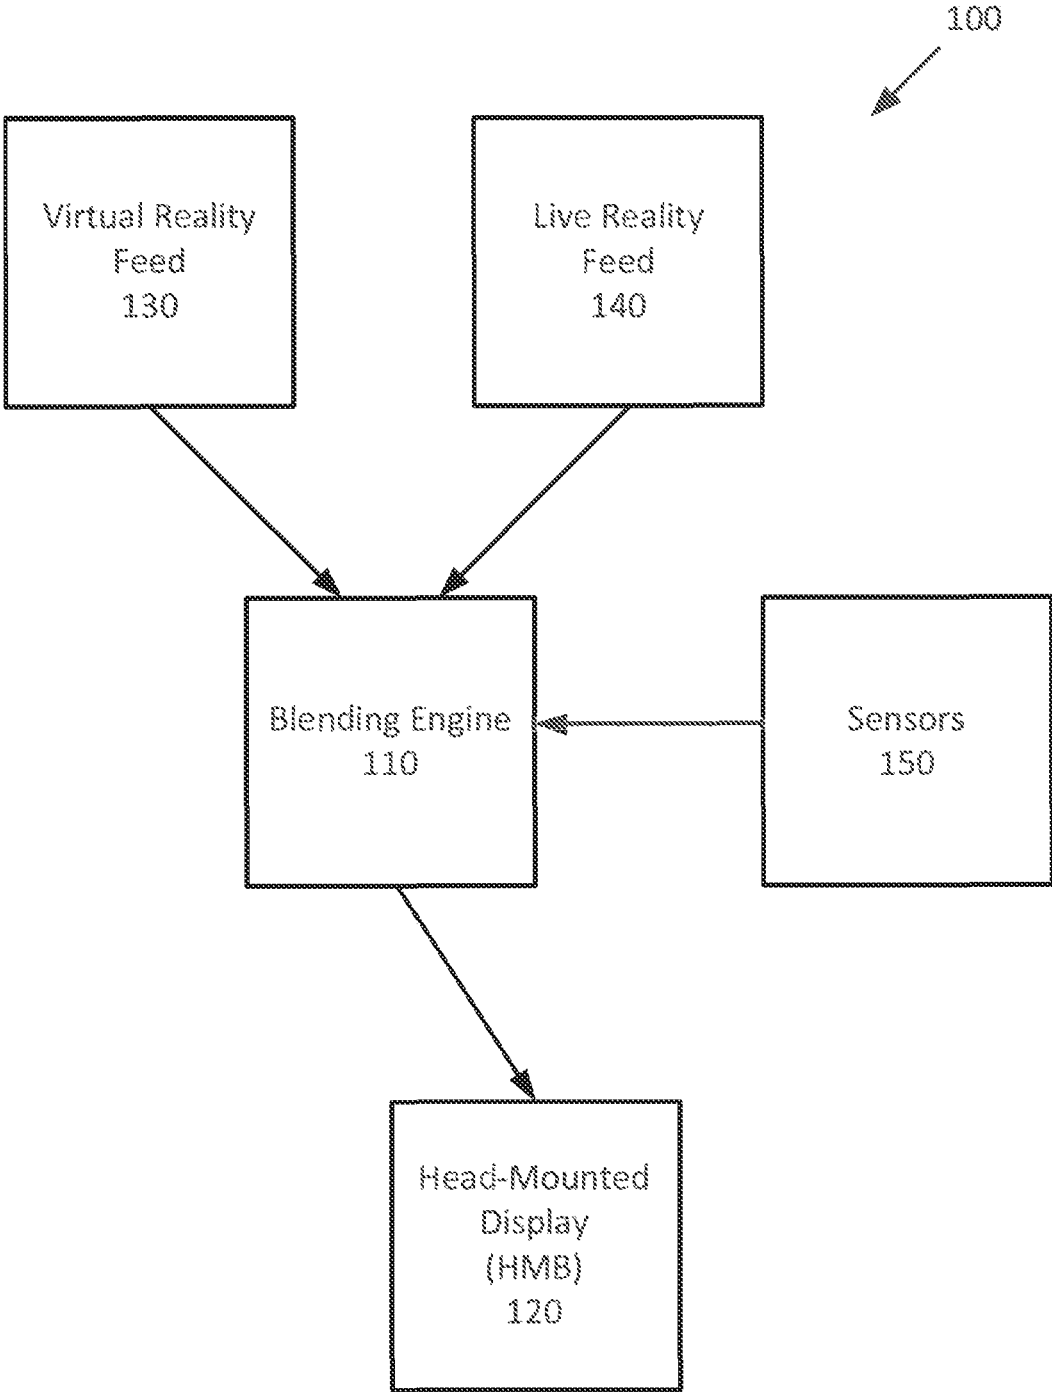 100
Virtual Reality
Feed
130
Live Reality
Feed
140
Blending Engine
110
Sensors
150
Head-Mounted
Display
(HMB)
120